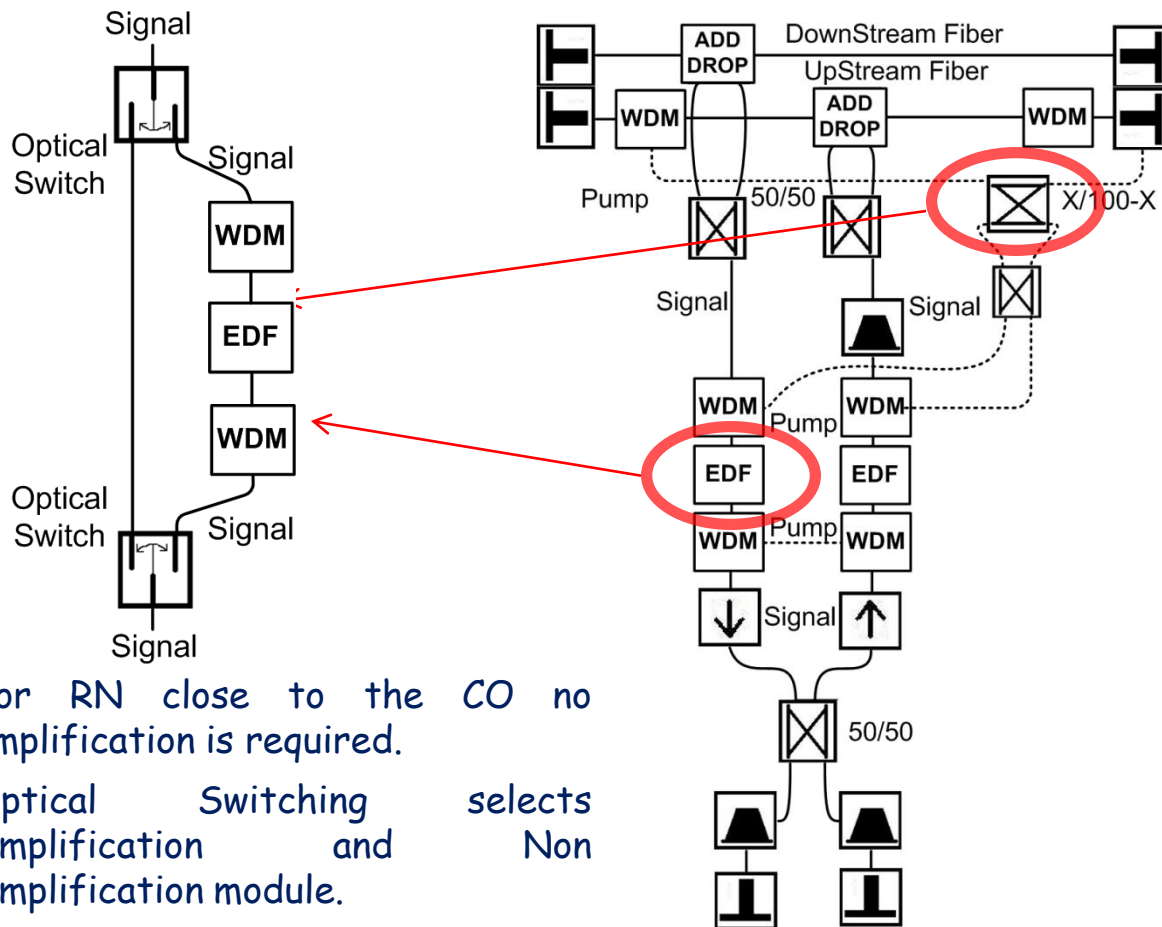 Signal
Optical
Switch
Signal
WDM
EDF
WDM
Optical
Switch
Signal
Signal
or RN close to the CO no
mplification is required.
ptical Switching selects
mplification and Non
mplification module.
ADD
DROP
DownStream Fiber
UpStream Fiber
WDM
ADD
DROP
WDM
Pump
50/50
X/100-X
Signal
Signal
WDM
Pump
WDM
EDF
EDF
WDM
Pump
WDM
Signal
50/50